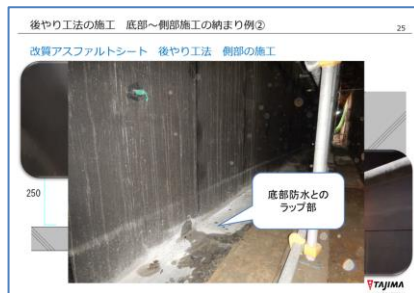 後やり工法の施工　底部～側部施工の納まり例②
25
改質アスファルトシート　後やり工法　側部の施工
250
底部防水との
ラップ部
TAJIMA